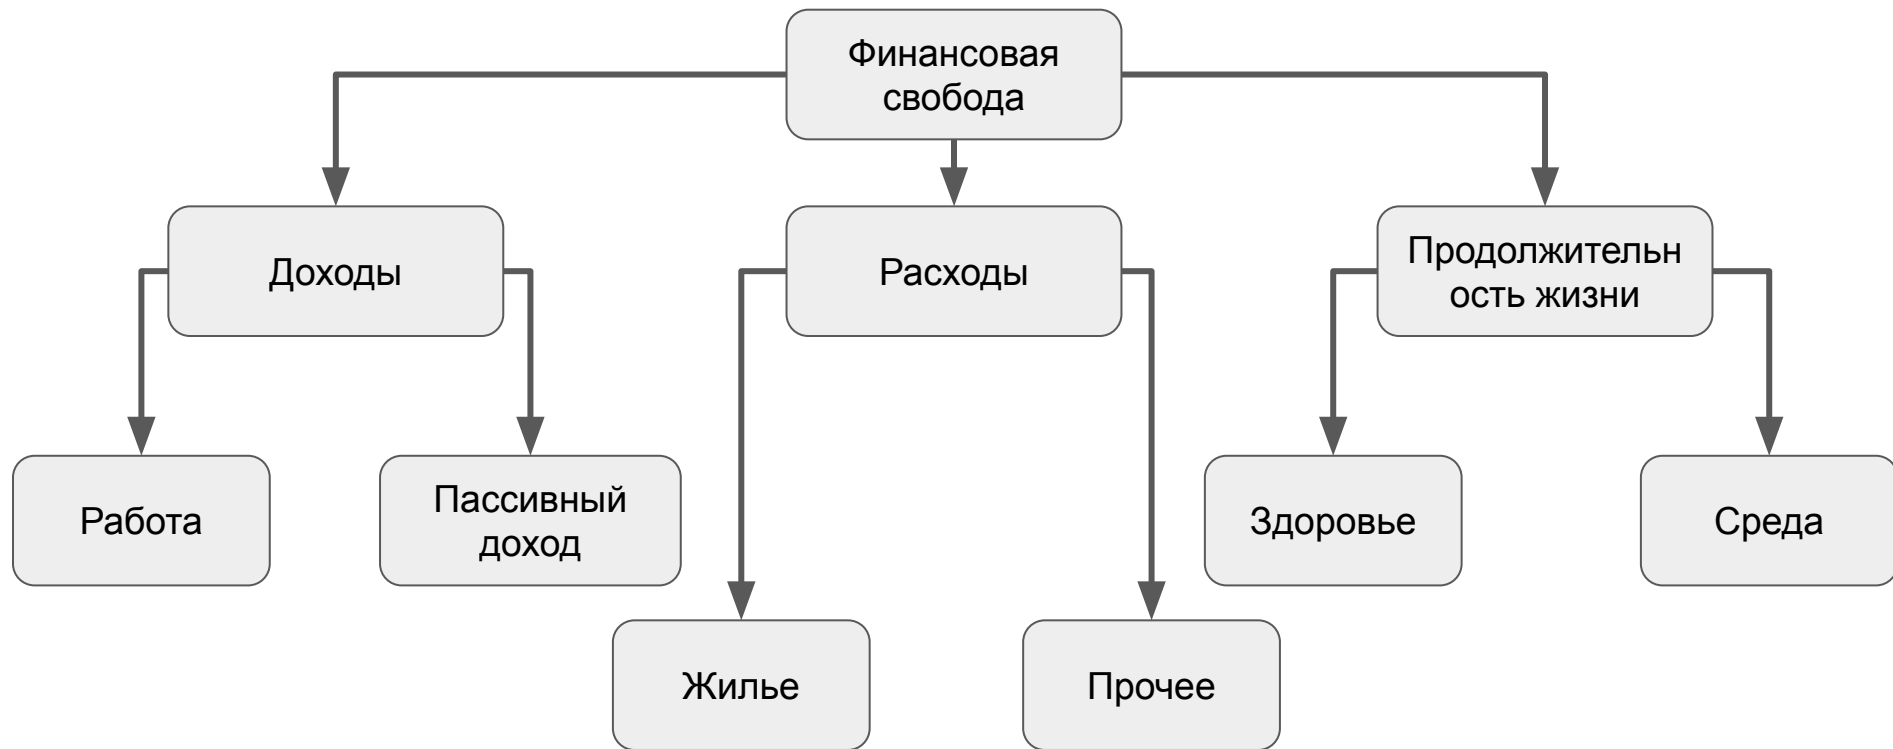 Финансовая
свобода
Доходы
Расходы
Продолжительн
ость жизни
Работа
Пассивный
доход
Здоровье
Среда
Жилье
Прочее